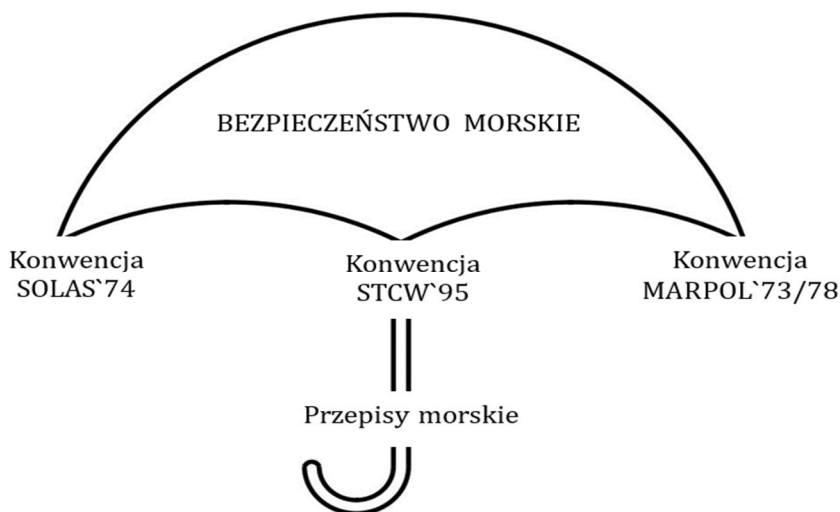 BEZPIECZEŃSTWO MORSKIE
Konwencja
SOLAS`74
Konwencja
STCW`95
Konwencja
MARPOL`73/78
Przepisy morskie